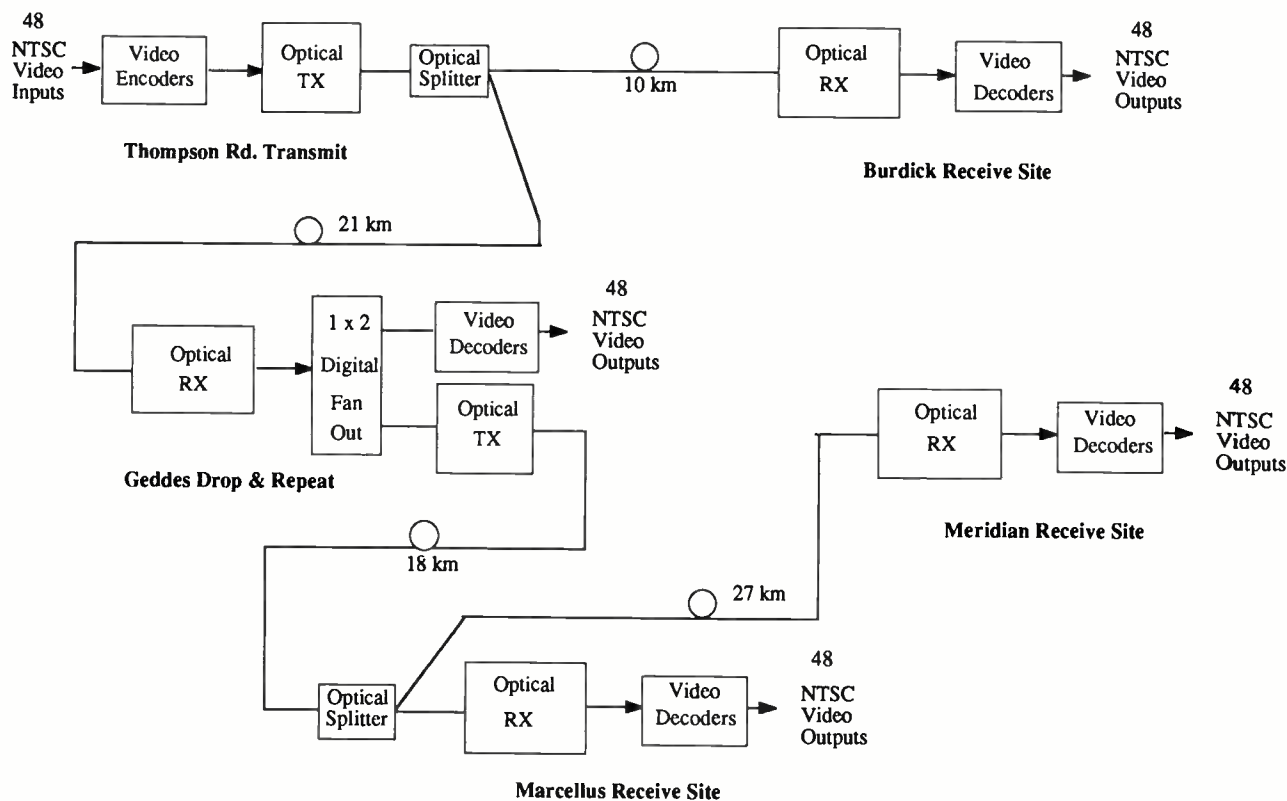 48
NTSC
Video
Inputs
Video
Encoders
Optical
TX
Optical
Splitter
10 km
Optical
RX
Video
Decoders
48
NTSC
Video
Outputs
Thompson Rd. Transmit
Burdick Receive Site
21 km
Optical
RX
1 x 2
Digital
Fan
Out
Video
Decoders
48
NTSC
Video
Outputs
Optical
TX
Geddes Drop & Repeat
Optical
RX
Video
Decoders
48
NTSC
Video
Outputs
Meridian Receive Site
18 km
27 km
Optical
Splitter
Optical
RX
Video
Decoders
48
NTSC
Video
Outputs
Marcellus Receive Site